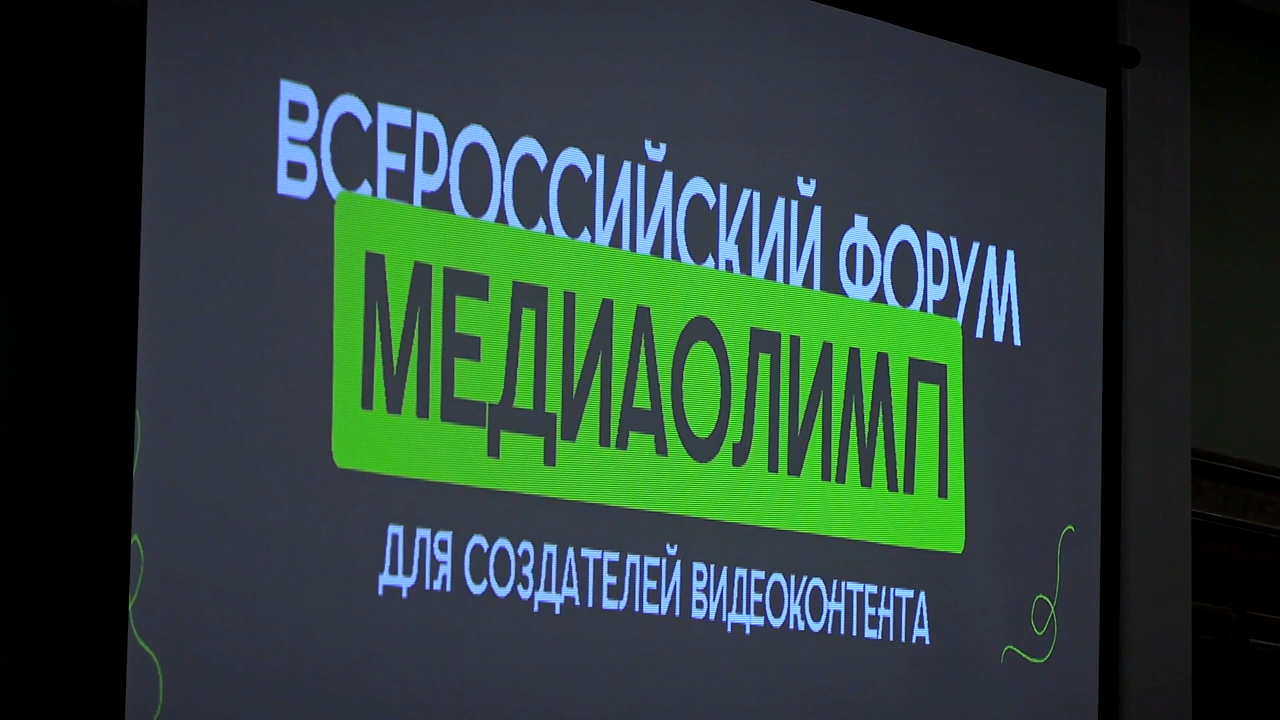 ВСЕРОССИЙСКИЙ ФОРУМ
МЕДИАОЛИМП
ДЛЯ СОЗДАТЕЛЕЙ ВИДЕОКОНТЕНТА